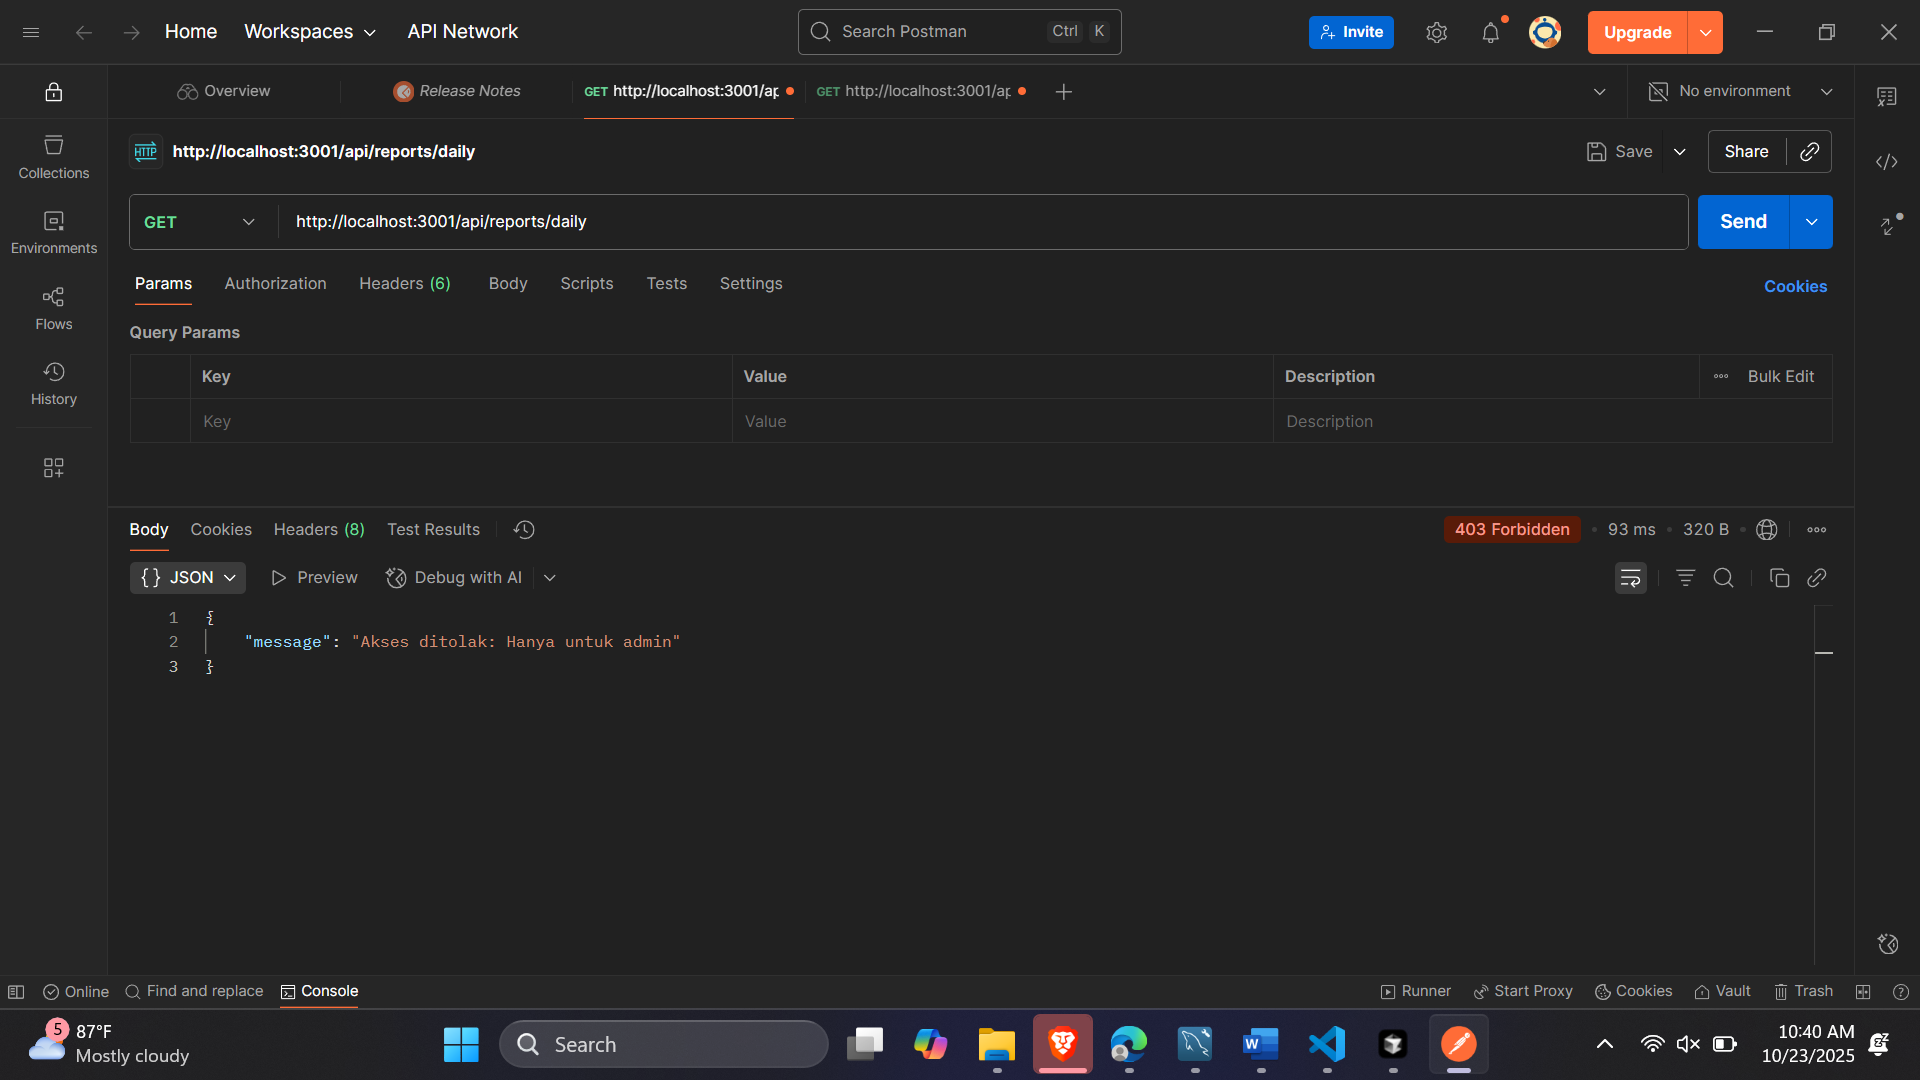 Home
Workspaces
API Network
Search Postman
Ctrl
K
Invite
Upgrade
Overview
Release Notes
GET http://localhost:3001/ap
GET http://localhost:3001/ap
No environment
HTTP
http://localhost:3001/api/reports/daily
Save
Share
Collections
Environments
Flows
History
GET
http://localhost:3001/api/reports/daily
Send
Params
Authorization
Headers (6)
Body
Scripts
Tests
Settings
Cookies
Query Params
Key
Value
Description
Bulk Edit
Key
Value
Description
Body
Cookies
Headers (8)
Test Results
403 Forbidden
93 ms
320 B
{} JSON
Preview
Debug with AI
1 {
2 "message": "Akses ditolak: Hanya untuk admin"
3 }
Online
Find and replace
Console
Runner
Start Proxy
Cookies
Vault
Trash
5
87°F
Mostly cloudy
Search
10:40 AM
10/23/2025